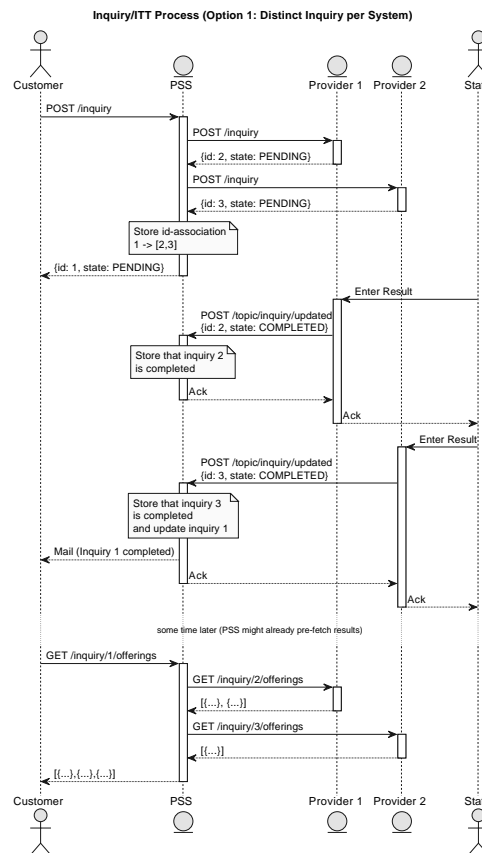 Inquiry/ITT Process (Option 1: Distinct Inquiry per System)
Customer
PSS
Provider 1
Provider 2
POST /inquiry
POST /inquiry
{id: 2, state: PENDING}
POST /inquiry
{id: 3, state: PENDING}
Store id-association
1 -> [2,3]
{id: 1, state: PENDING}
Enter Result
POST /topic/inquiry/updated
{id: 2, state: COMPLETED}
Store that inquiry 2
is completed
Ack
Ack
Enter Result
POST /topic/inquiry/updated
{id: 3, state: COMPLETED}
Store that inquiry 3
is completed
and update inquiry 1
Mail (Inquiry 1 completed)
Ack
Ack
some time later (PSS might already pre-fetch results)
GET /inquiry/1/offerings
GET /inquiry/2/offerings
[{...}, {...}]
GET /inquiry/3/offerings
[{...}]
[{...},{...},{...}]
Customer
PSS
Provider 1
Provider 2